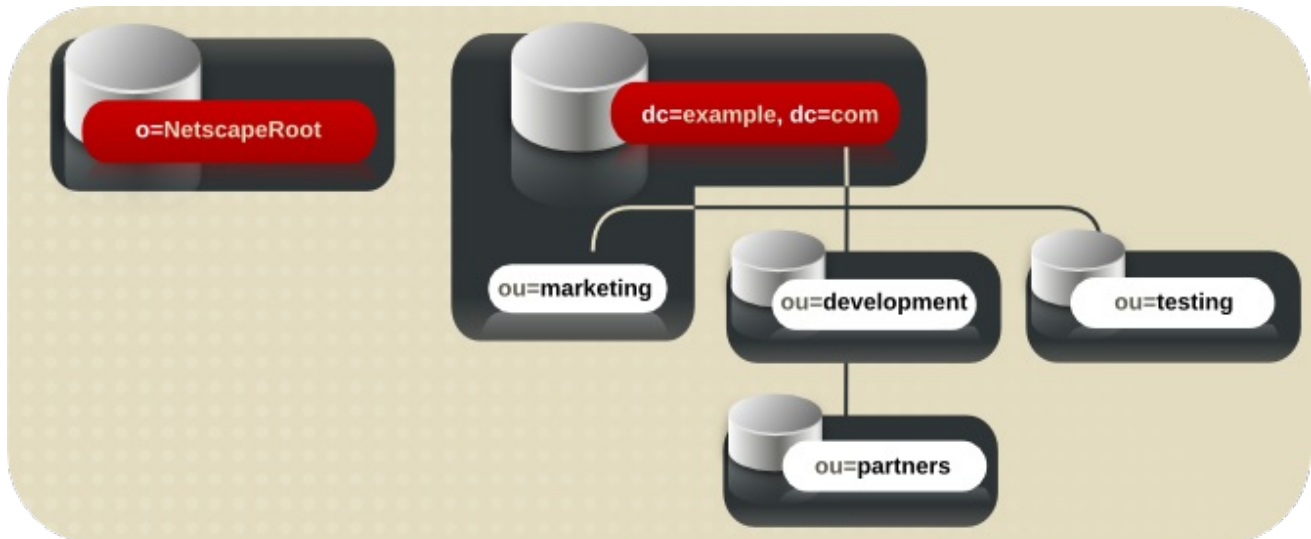 o=NetscapeRoot
dc=example, dc=com
ou=marketing
ou=development
ou=testing
ou=partners